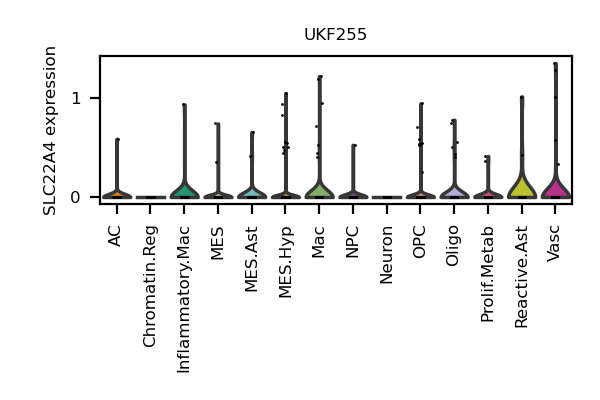 UKF255
SLC22A4 expression
1
0
AC
Chromatin.Reg
Inflammatory.Mac
MES
MES.Ast
MES.Hyp
Mac
NPC
Neuron
OPC
Oligo
Prolif.Metab
Reactive.Ast
Vasc